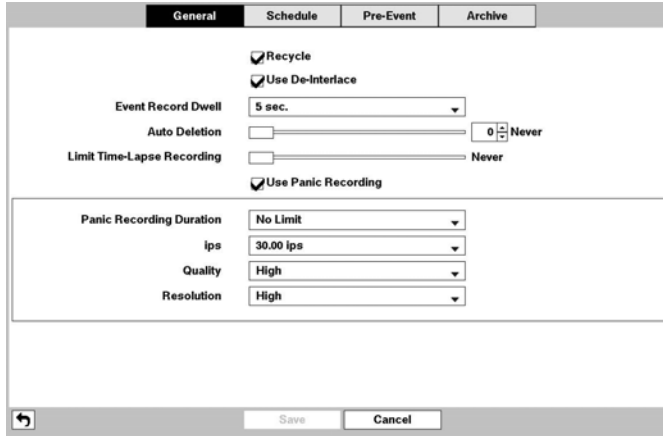 General Schedule Pre-Event Archive
Recycle
Use De-Interlace
Event Record Dwell 5 sec.
Auto Deletion 0 Never
Limit Time-Lapse Recording Never
Use Panic Recording
Panic Recording Duration No Limit
ips 30.00 ips
Quality High
Resolution High
Save Cancel